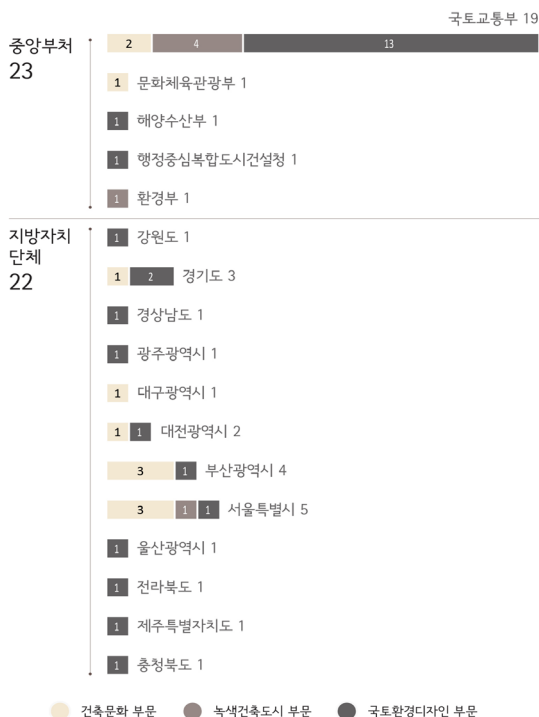 국토교통부 19
중앙부처
23
2 4 13
1 문화체육관광부 1
1 해양수산부 1
1 행정중심복합도시건설청 1
1 환경부 1
지방자치
단체
22
1 강원도 1
1 2 경기도 3
1 경상남도 1
1 광주광역시 1
1 대구광역시 1
1 1 대전광역시 2
3 1 부산광역시 4
3 1 1 서울특별시 5
1 울산광역시 1
1 전라북도 1
1 제주특별자치도 1
1 충청북도 1
건축문화 부문 녹색건축도시 부문 국토환경디자인 부문